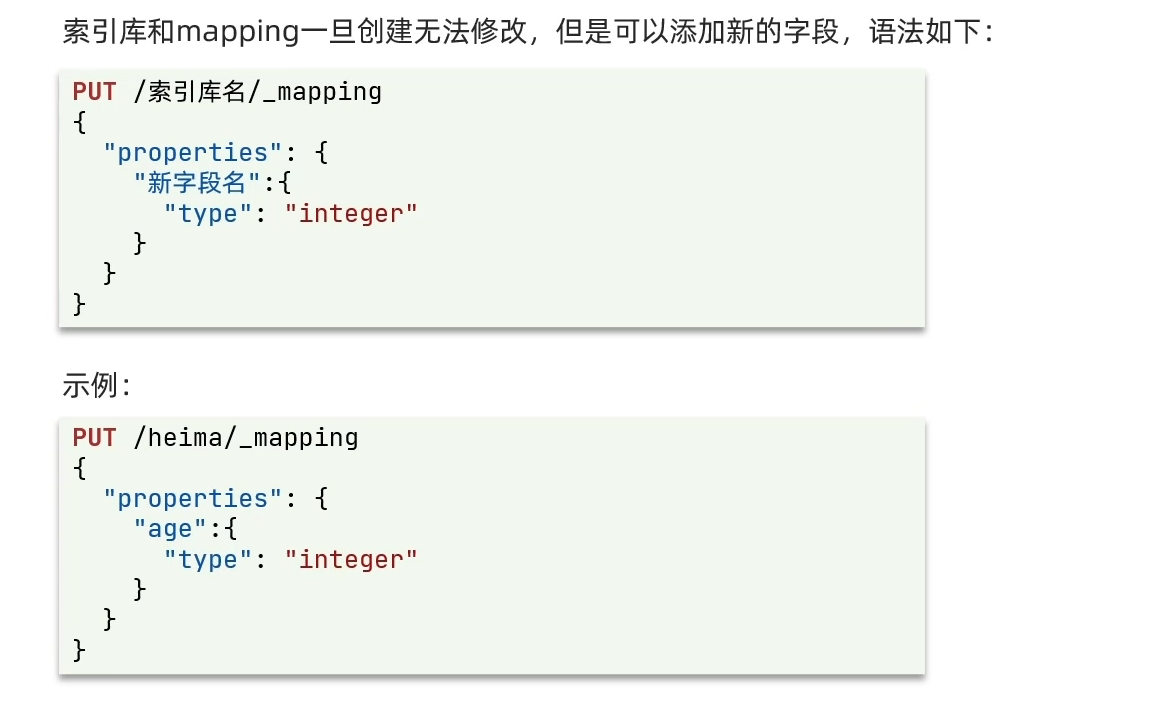 索引库和mapping一旦创建无法修改，但是可以添加新的字段，语法如下：
PUT /索引库名/_mapping
{
  "properties": {
    "新字段名":{
      "type": "integer"
    }
  }
}
示例：
PUT /heima/_mapping
{
  "properties": {
    "age":{
      "type": "integer"
    }
  }
}